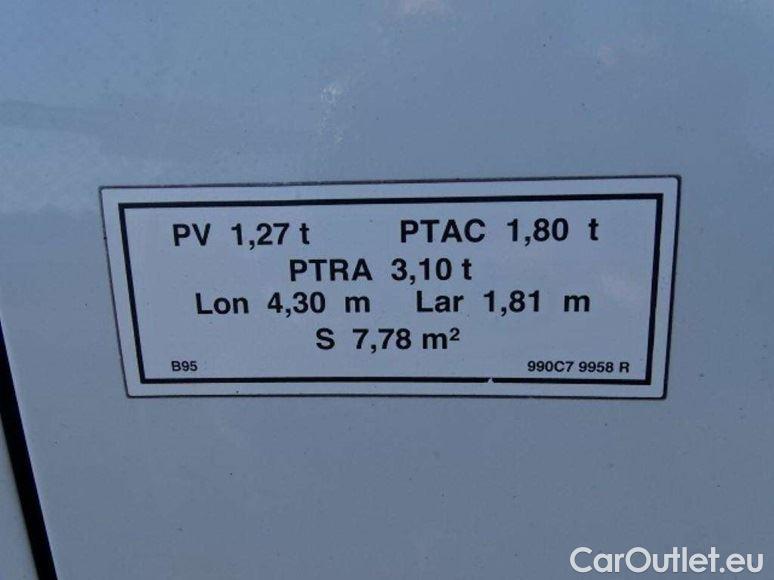 PV 1,27 t PTAC 1,80 t
PTRA 3,10 t
Lon 4,30 m Lar 1,81 m
S 7,78 m²
B95 990C7 9958 R
CarOutlet.eu